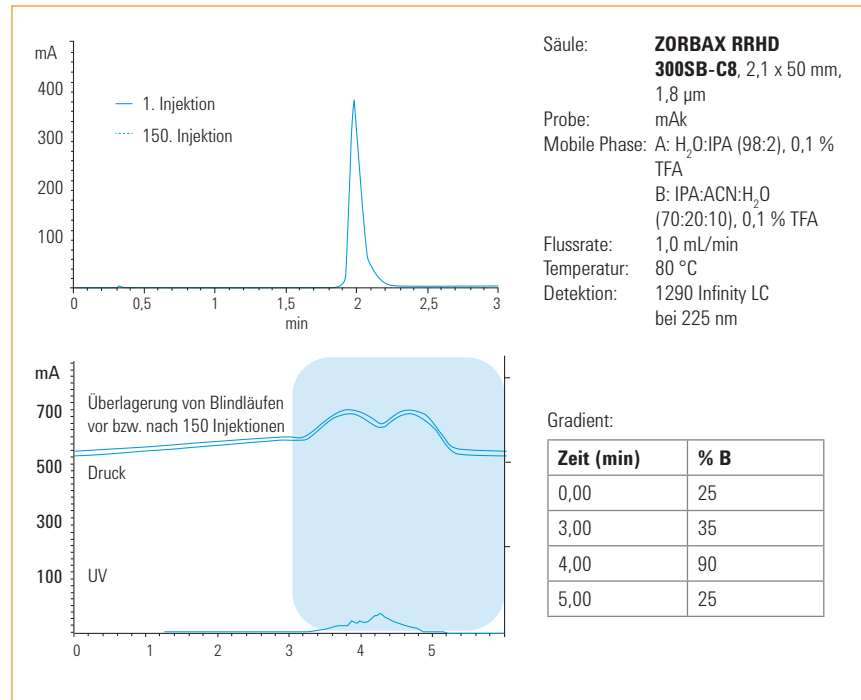 mA
400
300
200
100
1. Injektion
150. Injektion
0 0,5 1 1,5 2 2,5 3
min
Säule: ZORBAX RRHD
300SB-C8, 2,1 x 50 mm,
1,8 µm
Probe: mAk
Mobile Phase: A: H₂O:IPA (98:2), 0,1 %
TFA
B: IPA:ACN:H₂O
(70:20:10), 0,1 % TFA
Flussrate: 1,0 mL/min
Temperatur: 80 °C
Detektion: 1290 Infinity LC
bei 225 nm
mA
700
500
300
100
Überlagerung von Blindläufen
vor bzw. nach 150 Injektionen
Druck
UV
0 1 2 3 4 5
Gradient:
Zeit (min) % B
0,00 25
3,00 35
4,00 90
5,00 25